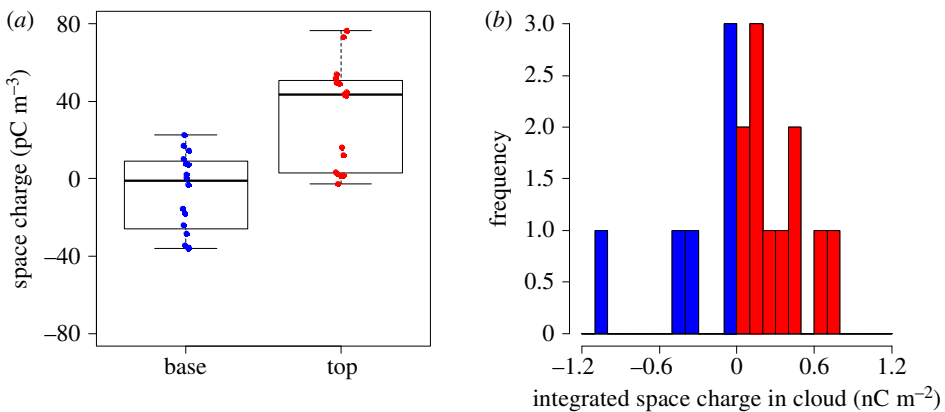 (a)
80
40
0
−40
−80
space charge (pC m−3)
base
top
(b)
3.0
2.5
2.0
1.5
1.0
2.5
0
frequency
−1.2
−0.6
0
0.6
1.2
integrated space charge in cloud (nC m−2)